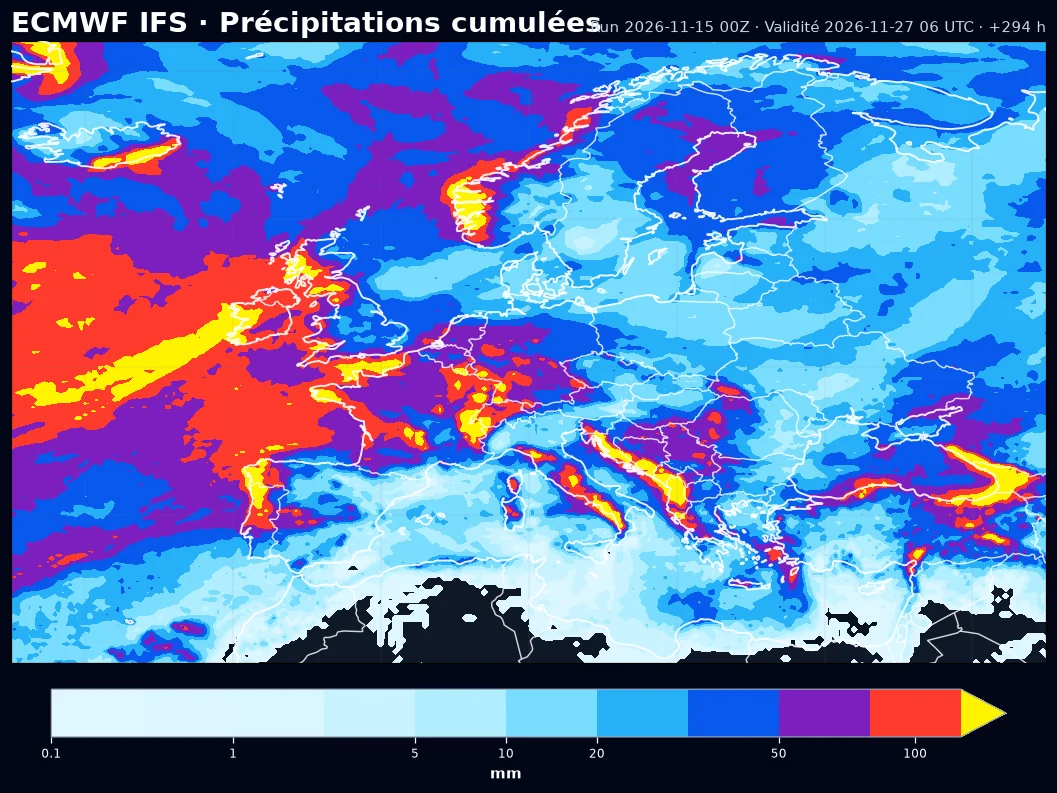 ECMWF IFS · Précipitations cumulées
Run 2026-11-15 00Z · Validité 2026-11-27 06 UTC · +294 h
0.1 1 5 10 20 50 100
mm